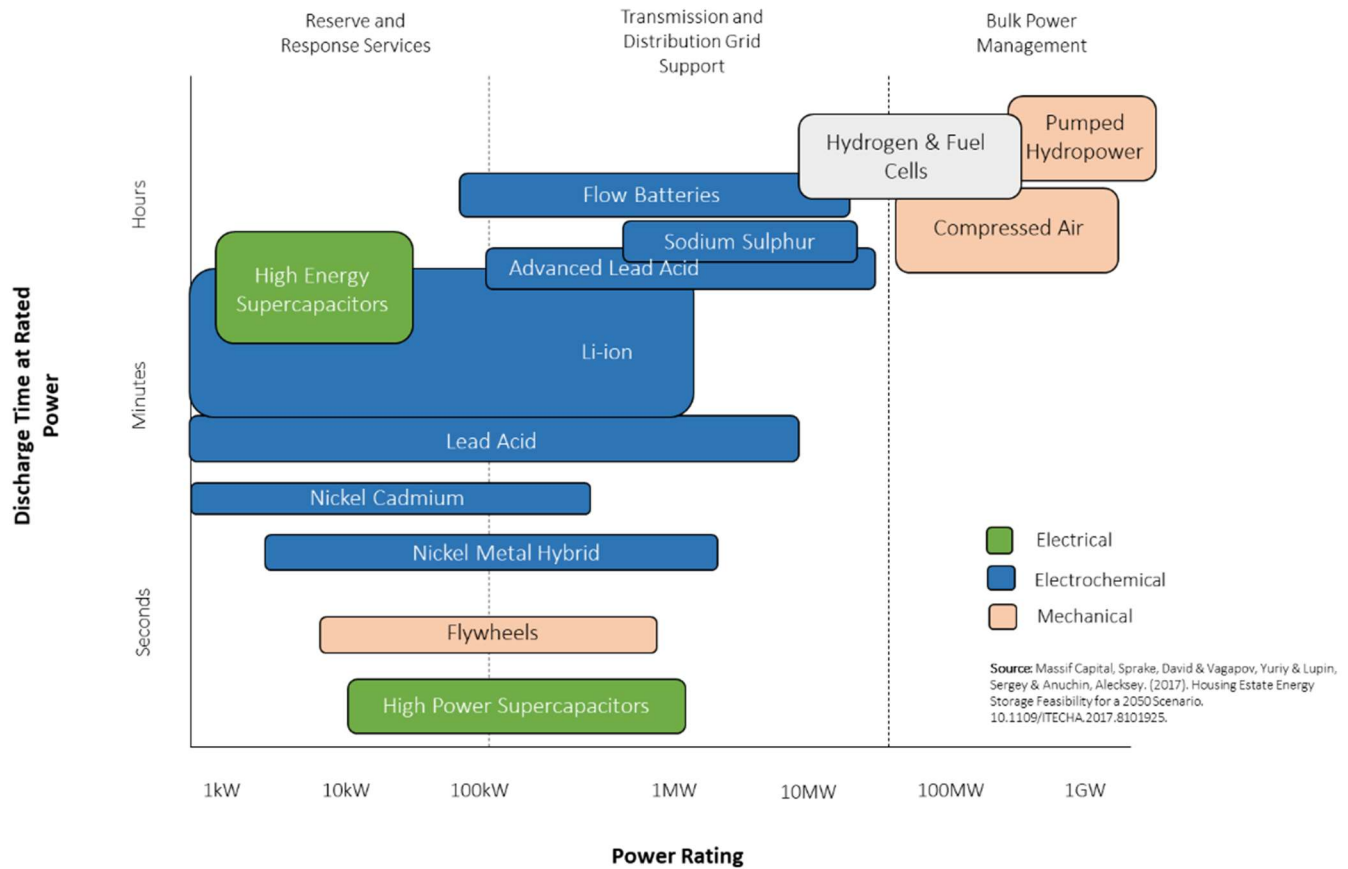 Reserve and
Response Services
Transmission and
Distribution Grid
Support
Bulk Power
Management
Discharge Time at Rated
Power
Hours
Minutes
Seconds
Pumped
Hydropower
Hydrogen & Fuel
Cells
Flow Batteries
Compressed Air
Sodium Sulphur
Advanced Lead Acid
High Energy
Supercapacitors
Li-ion
Lead Acid
Nickel Cadmium
Nickel Metal Hybrid
Flywheels
High Power Supercapacitors
Electrical
Electrochemical
Mechanical
Source: Massif Capital, Sprake, David & Vagapov, Yuriy & Lupin,
Sergey & Anuchin, Alecksey. (2017). Housing Estate Energy
Storage Feasibility for a 2050 Scenario.
10.1109/ITECHA.2017.8101925.
1kW 10kW 100kW 1MW 10MW 100MW 1GW
Power Rating